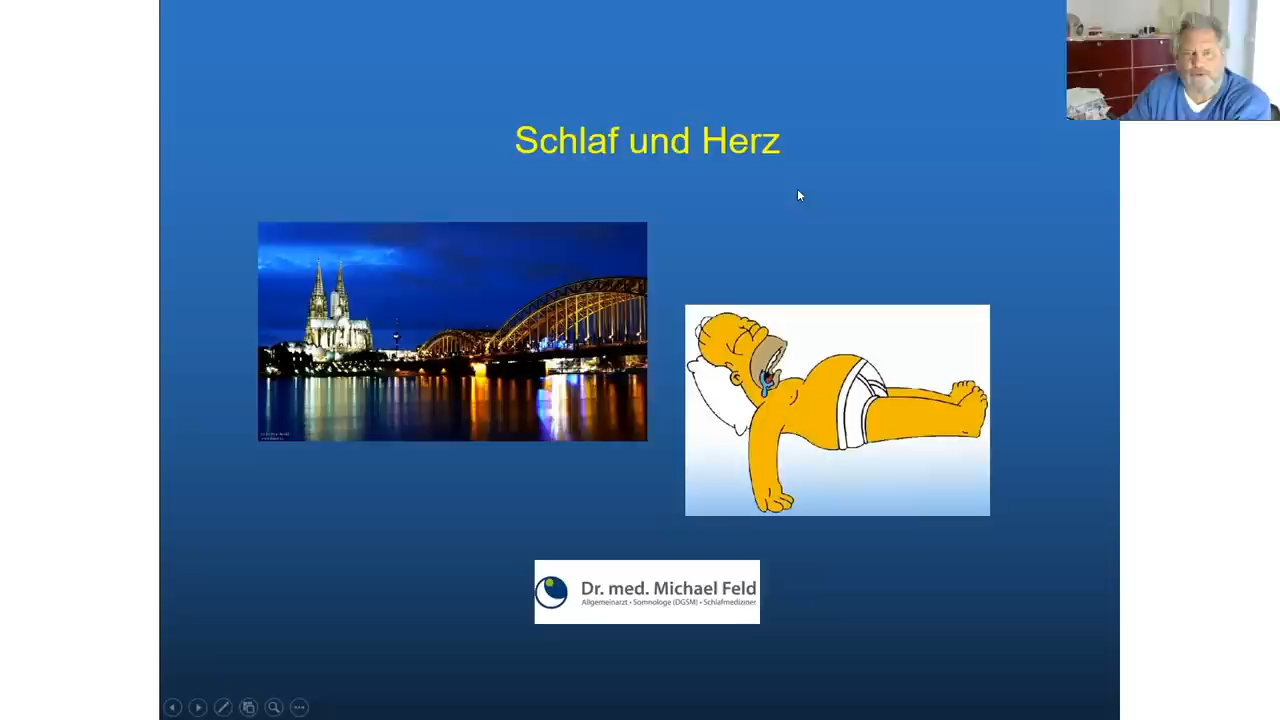 Schlaf und Herz
Dr. med. Michael Feld
Allgemeinarzt • Somnologe (DGSM) • Schlafmediziner